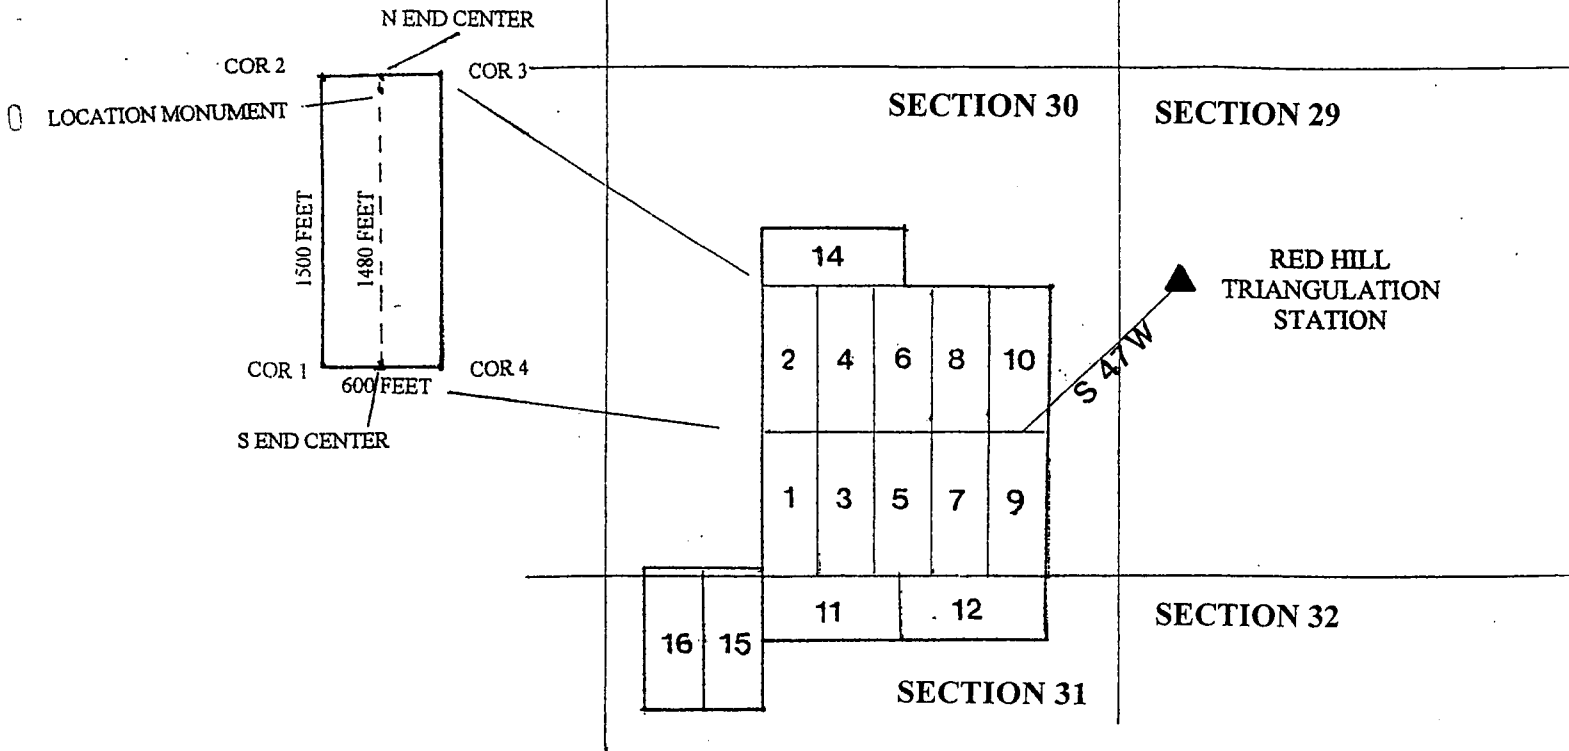 N END CENTER
COR 2
COR 3
LOCATION MONUMENT
1500 FEET
1480 FEET
COR 1
600 FEET
COR 4
S END CENTER
SECTION 30
SECTION 29
14
RED HILL
TRIANGULATION
STATION
2 4 6 8 10
S 47 W
1 3 5 7 9
11 12
16 15
SECTION 32
SECTION 31